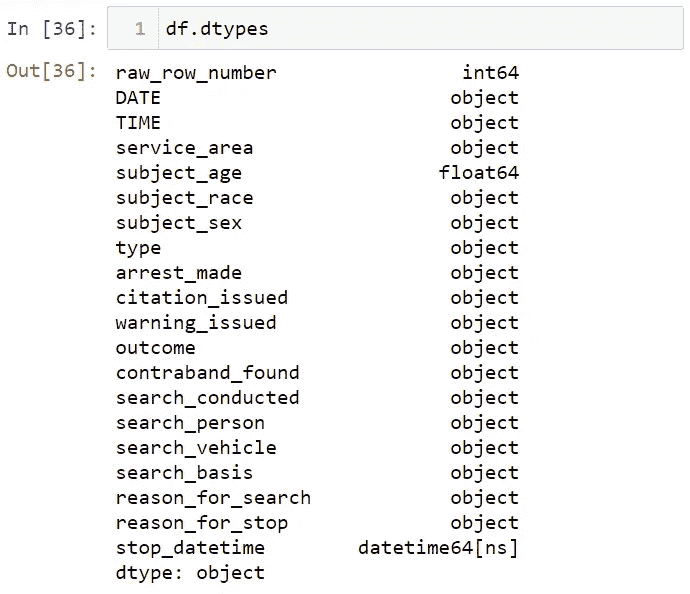 In [36]: 1 df.dtypes
Out[36]: raw_row_number int64
DATE object
TIME object
service_area object
subject_age float64
subject_race object
subject_sex object
type object
arrest_made object
citation_issued object
warning_issued object
outcome object
contraband_found object
search_conducted object
search_person object
search_vehicle object
search_basis object
reason_for_search object
reason_for_stop object
stop_datetime datetime64[ns]
dtype: object